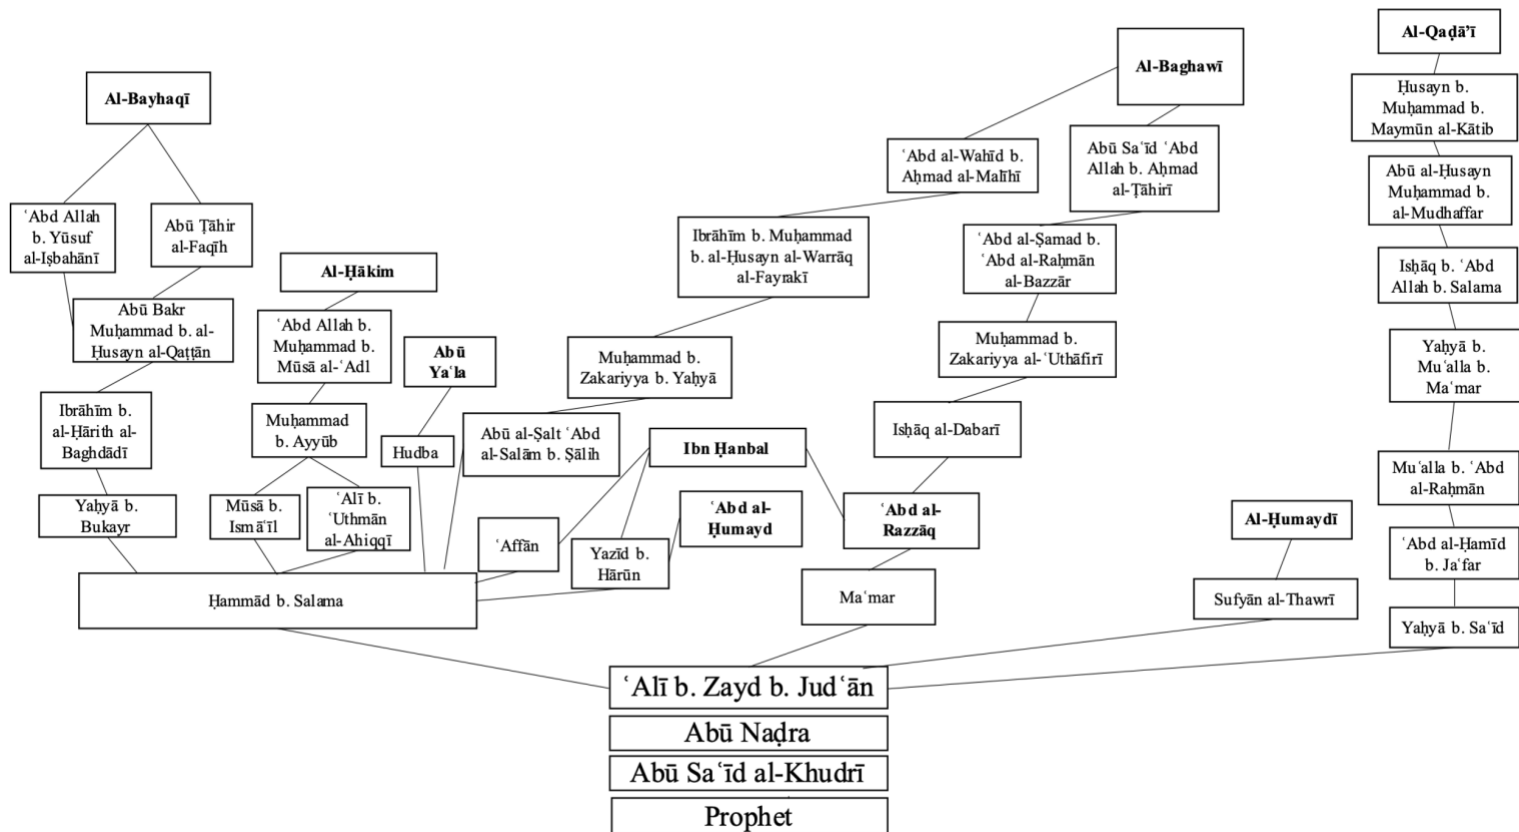 Al-Qaḍā’ī
Al-Baghawī
Al-Bayhaqī
Ḥusayn b.
Muḥammad b.
Maymūn al-Kātib
ʿAbd al-Wahīd b.
Aḥmad al-Malīhī
Abū Saʿīd ʿAbd
Allah b. Aḥmad
al-Ṭāhirī
Abū al-Ḥusayn
Muḥammad b.
al-Mudhaffar
ʿAbd Allah
b. Yūsuf
al-Iṣbahānī
Abū Ṭāhir
al-Faqīh
Ibrāhīm b. Muḥammad
b. al-Ḥusayn al-Warrāq
al-Fayrakī
ʿAbd al-Ṣamad b.
ʿAbd al-Raḥmān
al-Bazzār
Isḥāq b. ʿAbd
Allah b. Salama
Al-Ḥākim
Abū Bakr
Muḥammad b. al-
Ḥusayn al-Qaṭṭān
ʿAbd Allah b.
Muḥammad b.
Mūsā al-ʿAdl
Abū
Yaʿla
Muḥammad b.
Zakariyya b. Yaḥyā
Muḥammad b.
Zakariyya al-ʿUthāfirī
Yaḥyā b.
Muʿalla b.
Maʿmar
Ibrāhīm b.
al-Ḥārith al-
Baghdādī
Muḥammad
b. Ayyūb
Hudba
Abū al-Ṣalt ʿAbd
al-Salām b. Ṣālih
Ibn Ḥanbal
Isḥāq al-Dabarī
Muʿalla b. ʿAbd
al-Raḥmān
Yaḥyā b.
Bukayr
Mūsā b.
Ismāʿīl
ʿAlī b.
ʿUthmān
al-Ahiqqī
ʿAffān
Yazīd b.
Hārūn
ʿAbd al-
Ḥumayd
ʿAbd al-
Razzāq
Al-Ḥumaydī
ʿAbd al-Ḥamīd
b. Jaʿfar
Ḥammād b. Salama
Maʿmar
Sufyān al-Thawrī
Yaḥyā b. Saʿīd
ʿAlī b. Zayd b. Judʿān
Abū Naḍra
Abū Saʿīd al-Khudrī
Prophet